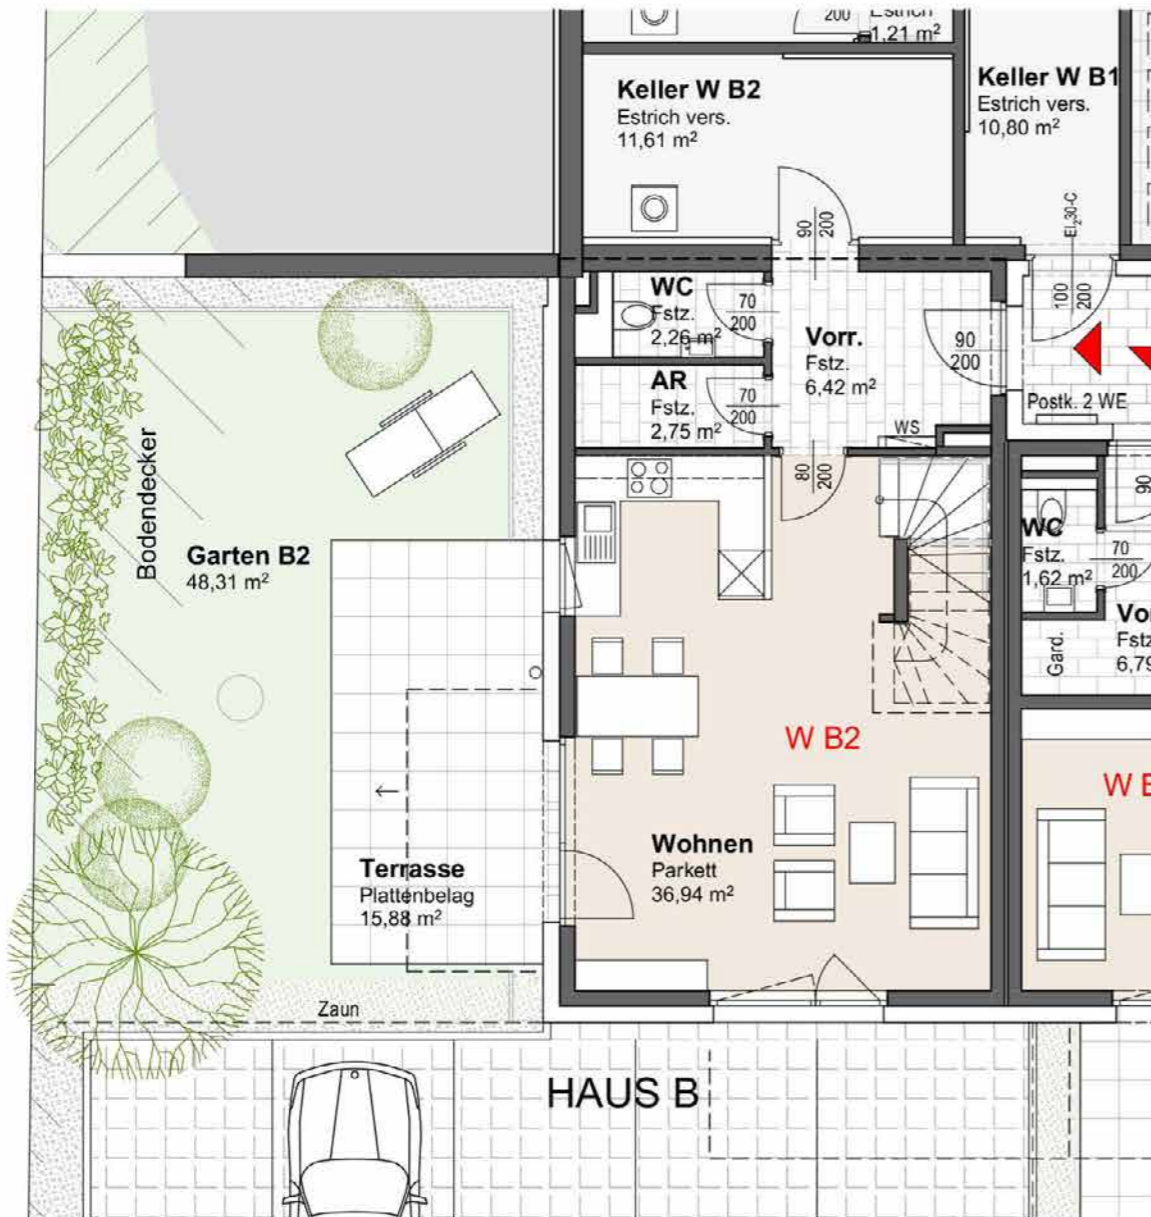 200
Estrich
1,21 m²
Keller W B2
Estrich vers.
11,61 m²
Keller W B1
Estrich vers.
10,80 m²
90
200
EI₂30-C
100
200
WC
Fstz.
2,26 m²
70
200
Vorr.
Fstz.
6,42 m²
90
200
AR
Fstz.
2,75 m²
70
200
Postk. 2 WE
WS
80
200
90
Bodendecker
Garten B2
48,31 m²
WC
Fstz.
1,62 m²
70
200
Gard.
Vor
Fstz
6,79
W B2
W B
Wohnen
Parkett
36,94 m²
Terrasse
Plattenbelag
15,88 m²
Zaun
HAUS B